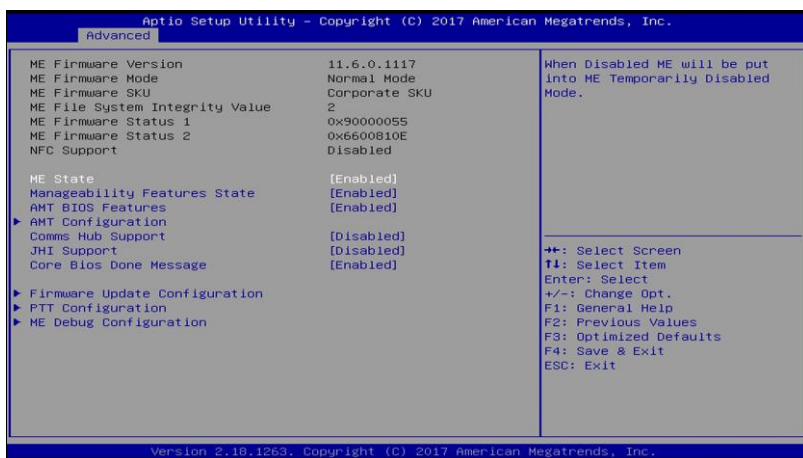 Aptio Setup Utility – Copyright (C) 2017 American Megatrends, Inc.
Advanced
ME Firmware Version 11.6.0.1117
ME Firmware Mode Normal Mode
ME Firmware SKU Corporate SKU
ME File System Integrity Value 2
ME Firmware Status 1 0x90000055
ME Firmware Status 2 0x6600810E
NFC Support Disabled
ME State [Enabled]
Manageability Features State [Enabled]
AMT BIOS Features [Enabled]
AMT Configuration
Comms Hub Support [Disabled]
JHI Support [Disabled]
Core Bios Done Message [Enabled]
Firmware Update Configuration
PTT Configuration
ME Debug Configuration
When Disabled ME will be put
into ME Temporarily Disabled
Mode.
→←: Select Screen
↑↓: Select Item
Enter: Select
+/-: Change Opt.
F1: General Help
F2: Previous Values
F3: Optimized Defaults
F4: Save & Exit
ESC: Exit
Version 2.18.1263. Copyright (C) 2017 American Megatrends, Inc.